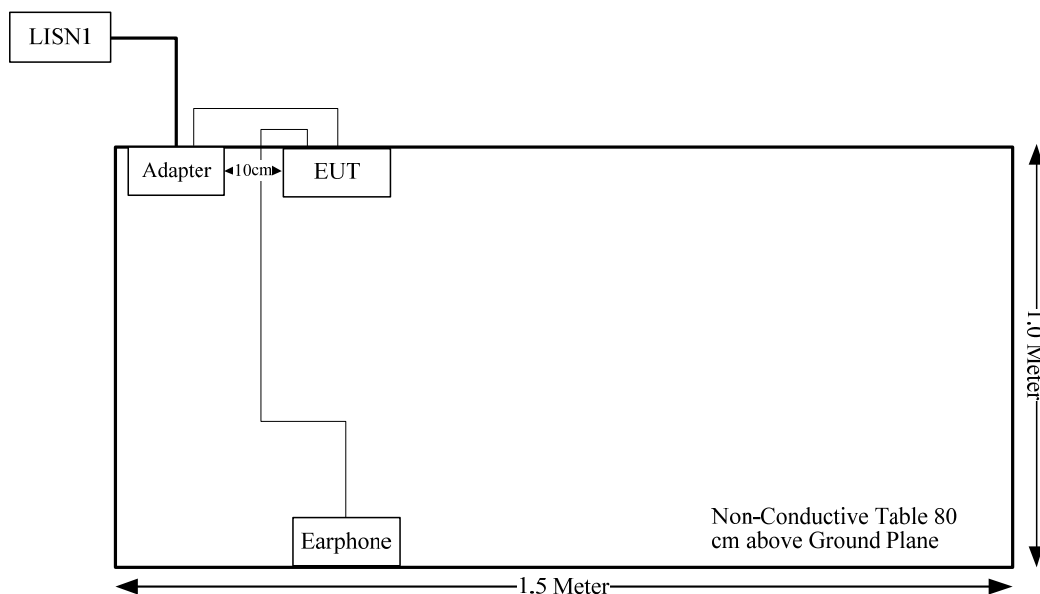 LISN1
Adapter
10cm
EUT
1.0 Meter
Earphone
Non-Conductive Table 80
cm above Ground Plane
1.5 Meter